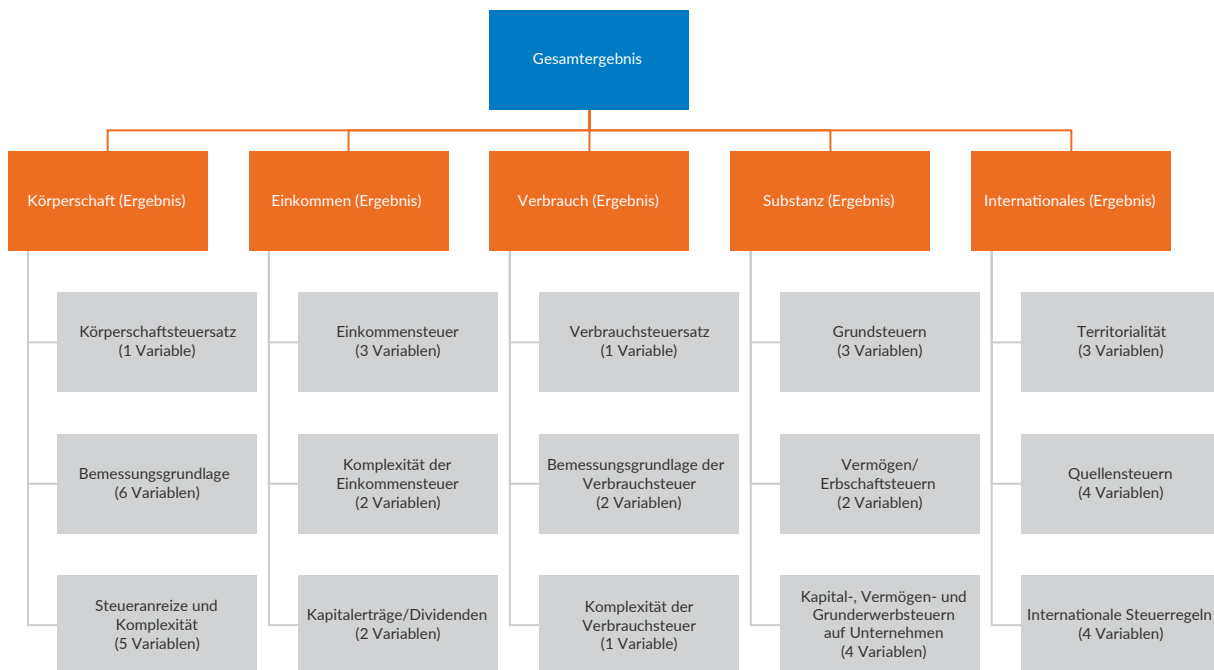 Gesamtergebnis
Körperschaft (Ergebnis)
Einkommen (Ergebnis)
Verbrauch (Ergebnis)
Substanz (Ergebnis)
Internationales (Ergebnis)
Körperschaftsteuersatz
(1 Variable)
Einkommensteuer
(3 Variablen)
Verbrauchsteuersatz
(1 Variable)
Grundsteuern
(3 Variablen)
Territorialität
(3 Variablen)
Bemessungsgrundlage
(6 Variablen)
Komplexität der
Einkommensteuer
(2 Variablen)
Bemessungsgrundlage der
Verbrauchsteuer
(2 Variablen)
Vermögen/
Erbschaftsteuern
(2 Variablen)
Quellensteuern
(4 Variablen)
Steueranreize und
Komplexität
(5 Variablen)
Kapitalerträge/Dividenden
(2 Variablen)
Komplexität der
Verbrauchsteuer
(1 Variable)
Kapital-, Vermögen- und
Grunderwerbsteuern
auf Unternehmen
(4 Variablen)
Internationale Steuerregeln
(4 Variablen)